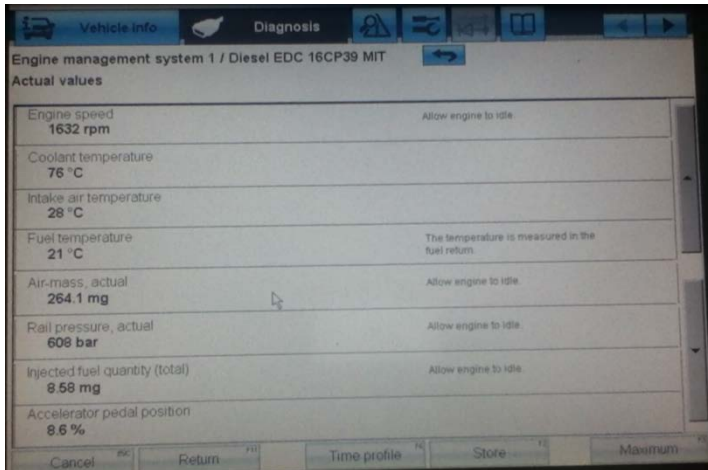 Vehicle Info
Diagnosis
Engine management system 1 / Diesel EDC 16CP39 MIT
Actual values
Engine speed
1632 rpm
Allow engine to idle.
Coolant temperature
76 °C
Intake air temperature
28 °C
Fuel temperature
21 °C
The temperature is measured in the
fuel return.
Air-mass, actual
264.1 mg
Allow engine to idle.
Rail pressure, actual
608 bar
Allow engine to idle.
Injected fuel quantity (total)
8.58 mg
Allow engine to idle.
Accelerator pedal position
8.6 %
Cancel ESC
Return
Time profile
Store
Maximum